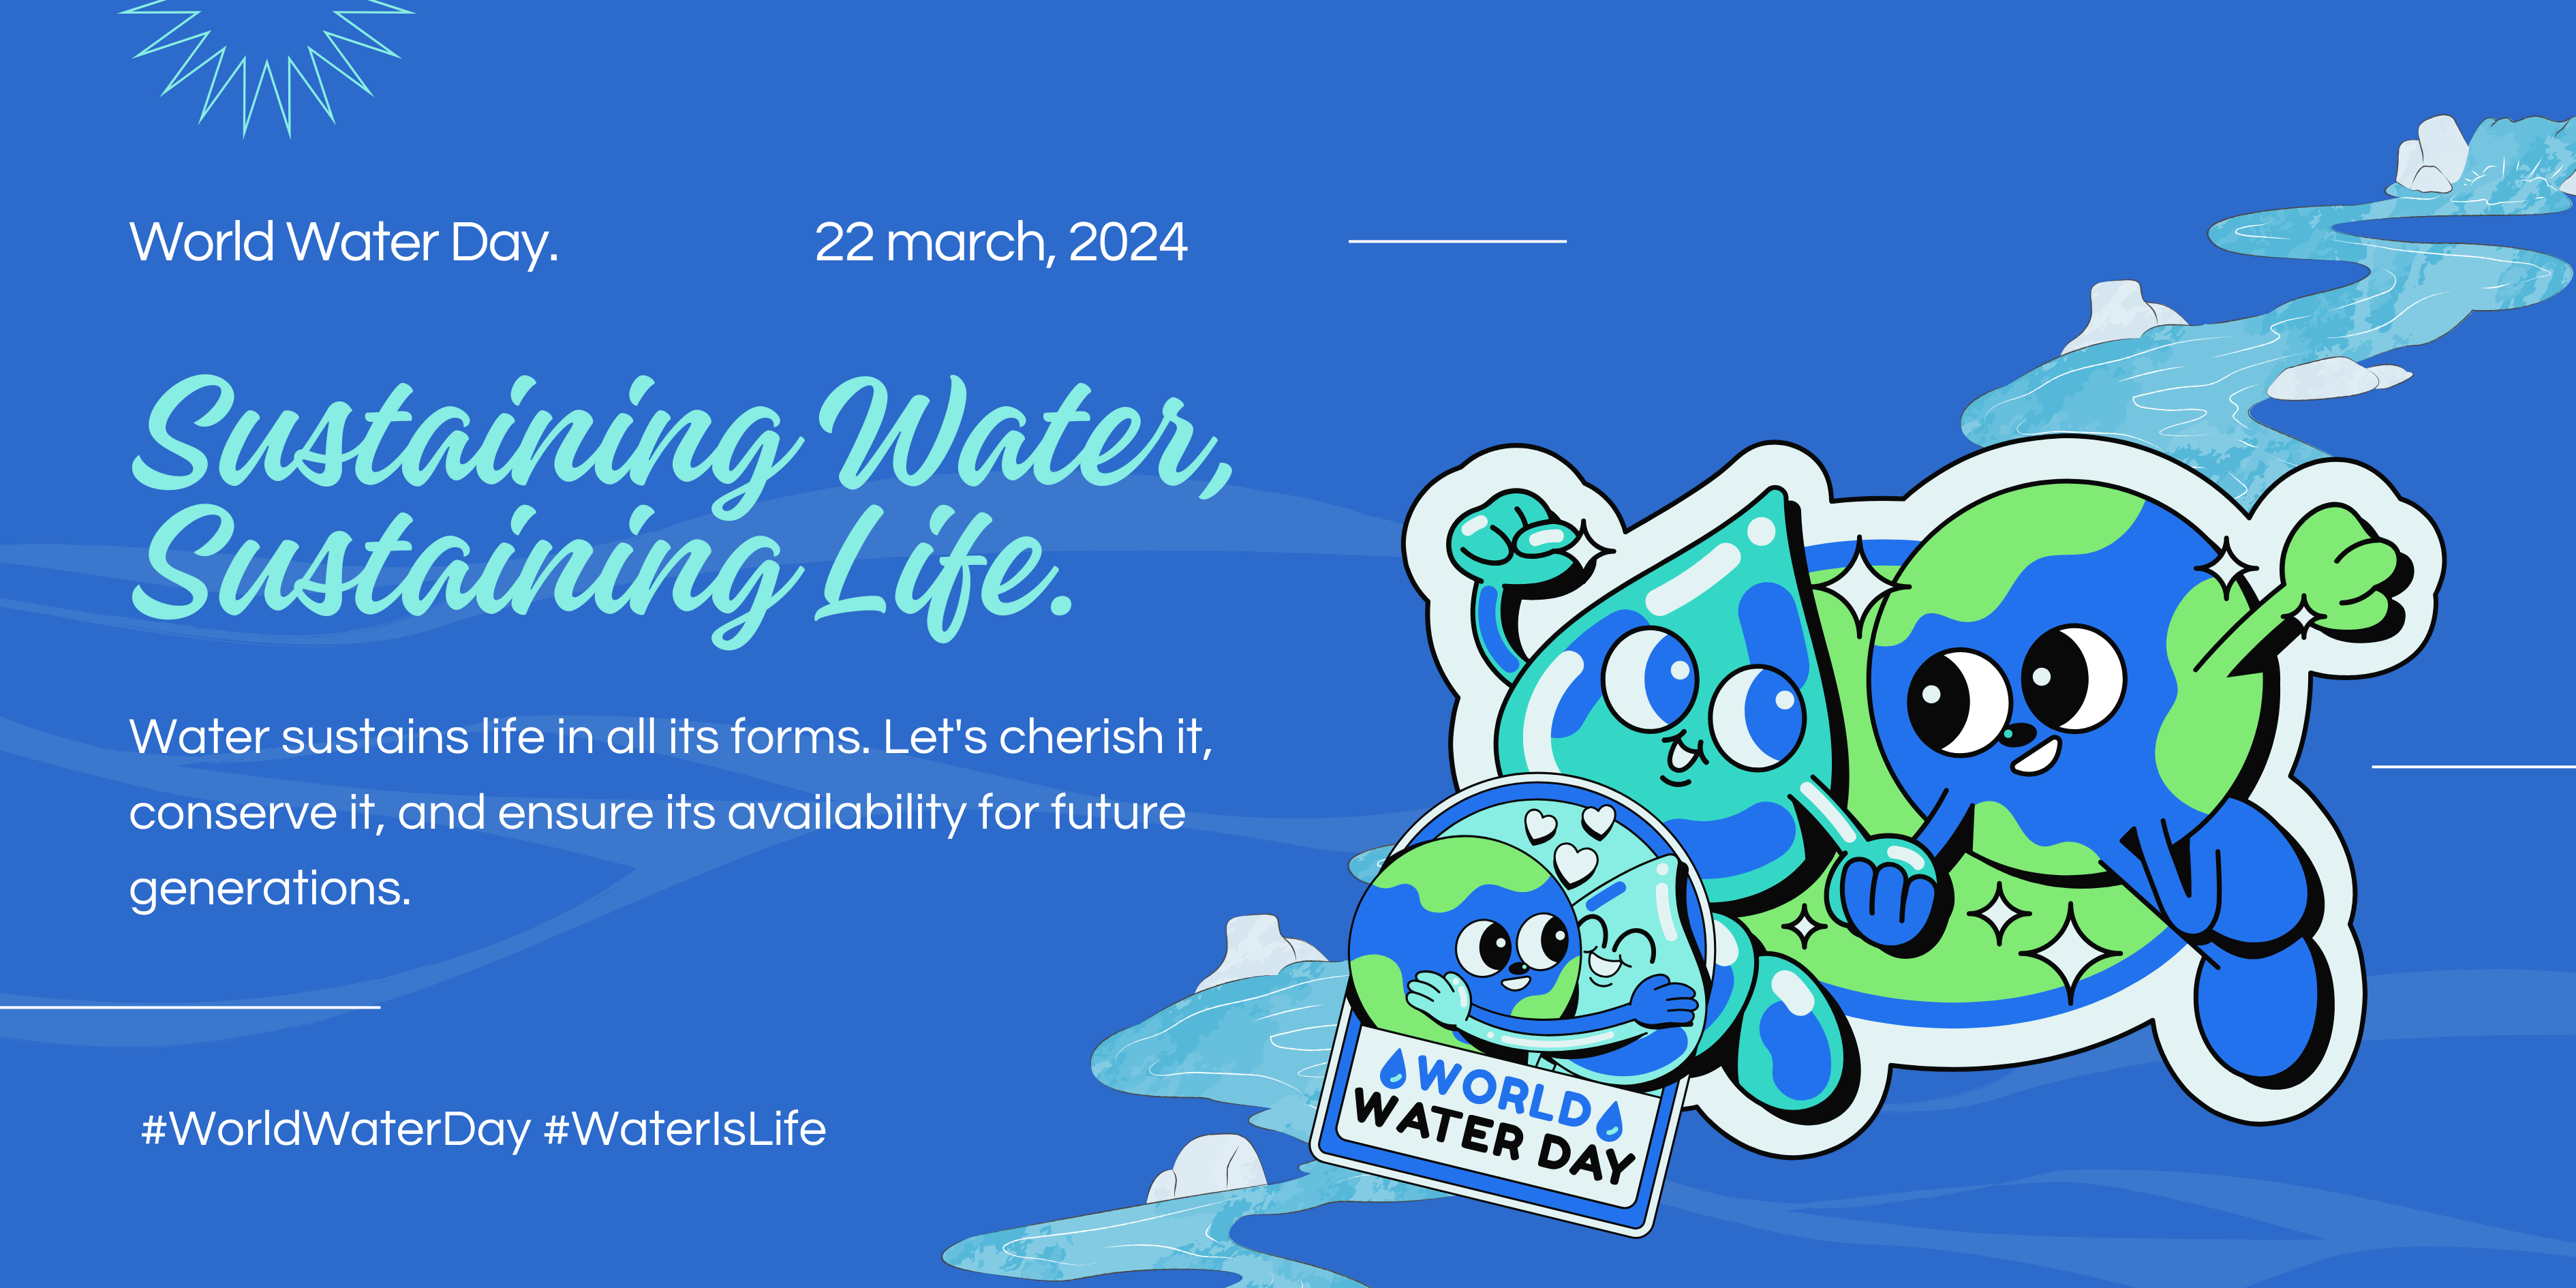 World Water Day.
22 march, 2024
Sustaining Water,
Sustaining Life.
Water sustains life in all its forms. Let's cherish it,
conserve it, and ensure its availability for future
generations.
#WorldWaterDay #WaterIsLife
WORLD
WATER DAY